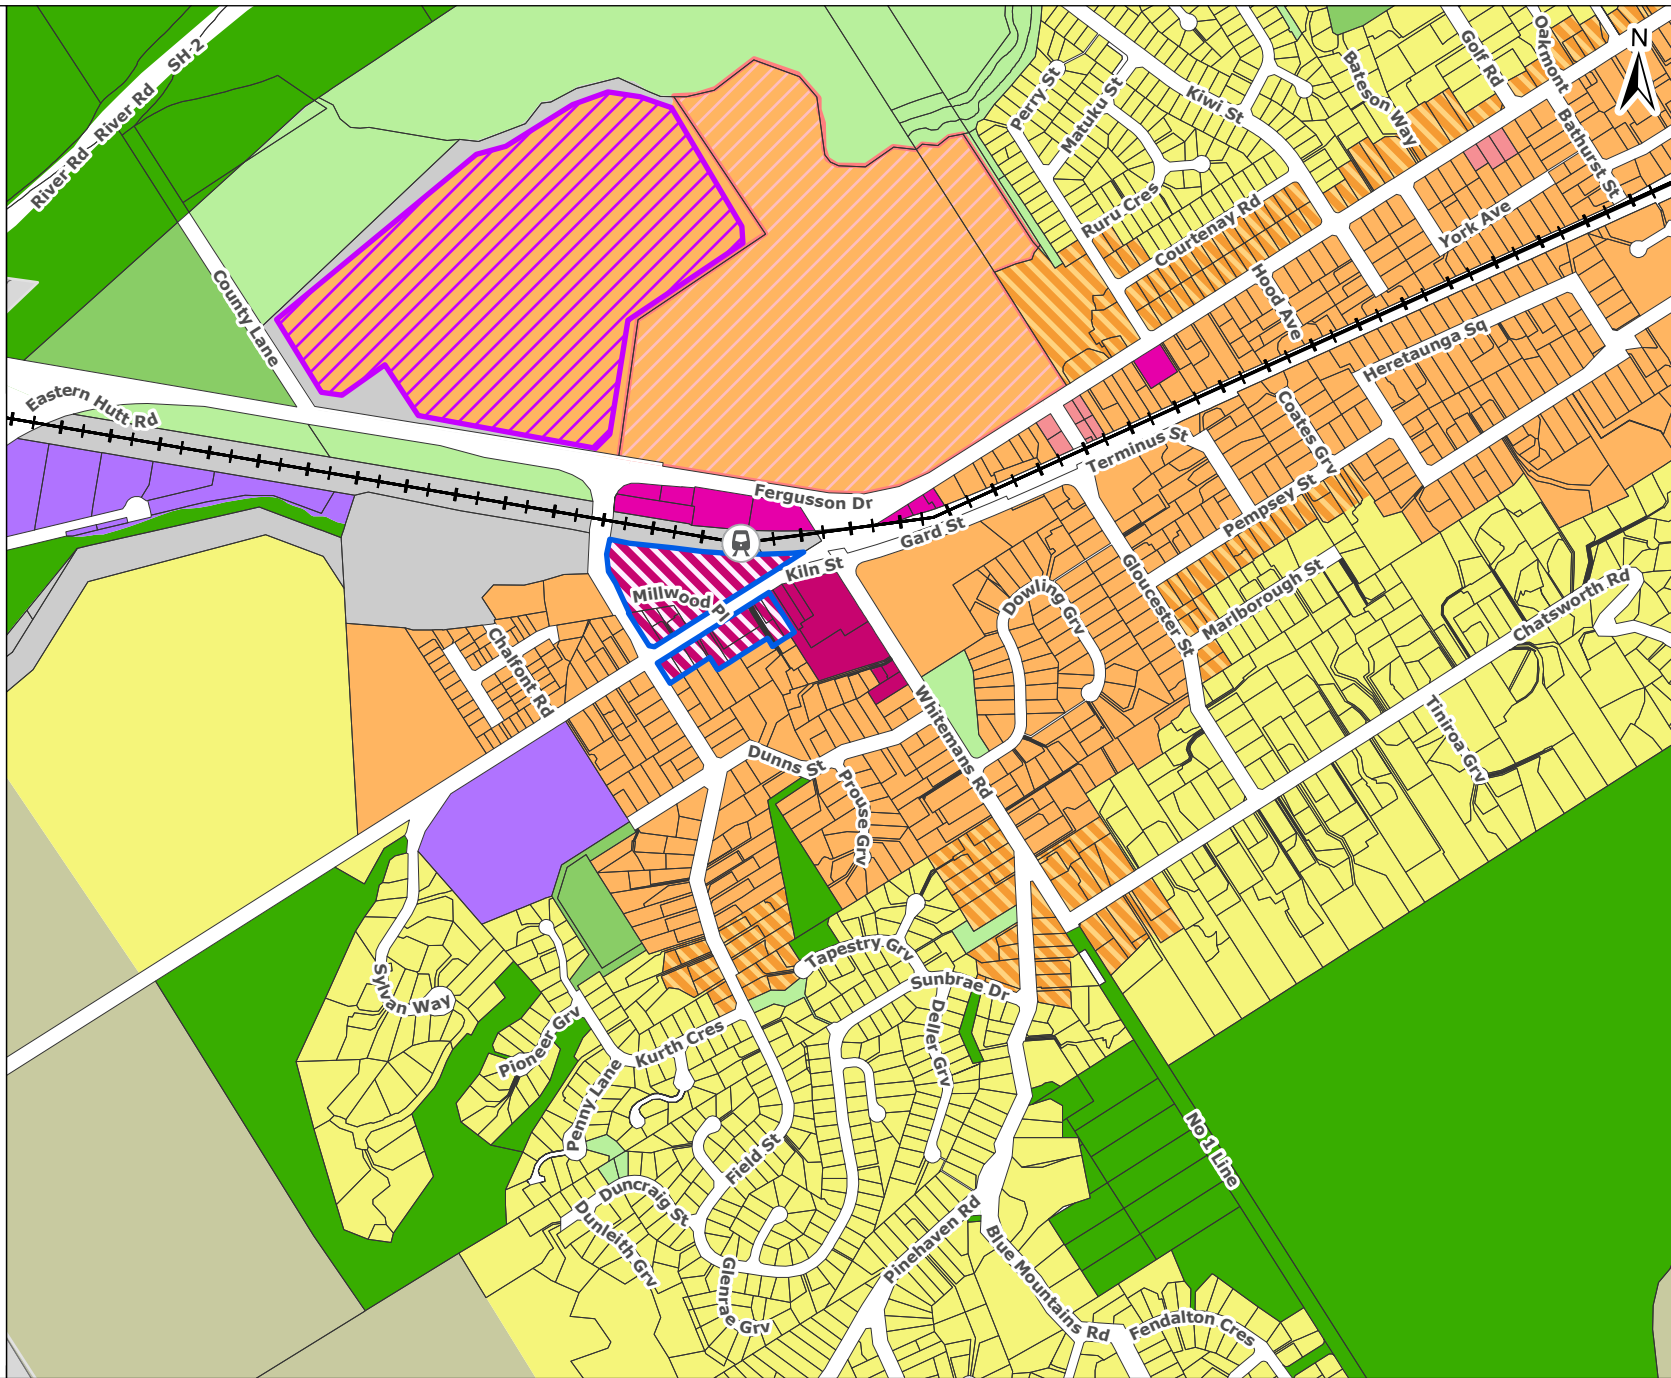 River Rd
River Rd
SH-2
Perry St
Matuku St
Kiwi St
Bateson Way
Golf Rd
Oakmont
N
Bathurst St
Ruru Cres
Courtenay Rd
York Ave
County Lane
Hood Ave
Heretaunga Sq
Eastern Hutt Rd
Coates Grv
Terminus St
Pempsey St
Fergusson Dr
Gard St
Kiln St
Millwood Pl
Gloucester St
Dowling Grv
Marlborough St
Chatsworth Rd
Chalfont Rd
Whitemans Rd
Tiniroa Grv
Dunns St
Prouse Grv
Tapestry Grv
Sunbrae Dr
Sylvan Way
Pioneer Grv
Kurth Cres
Deller Grv
Penny Lane
No 1 Line
Field St
Duncraig St
Dunleith Grv
Pinehaven Rd
Glenrae Grv
Blue Mountains Rd
Fendalton Cres